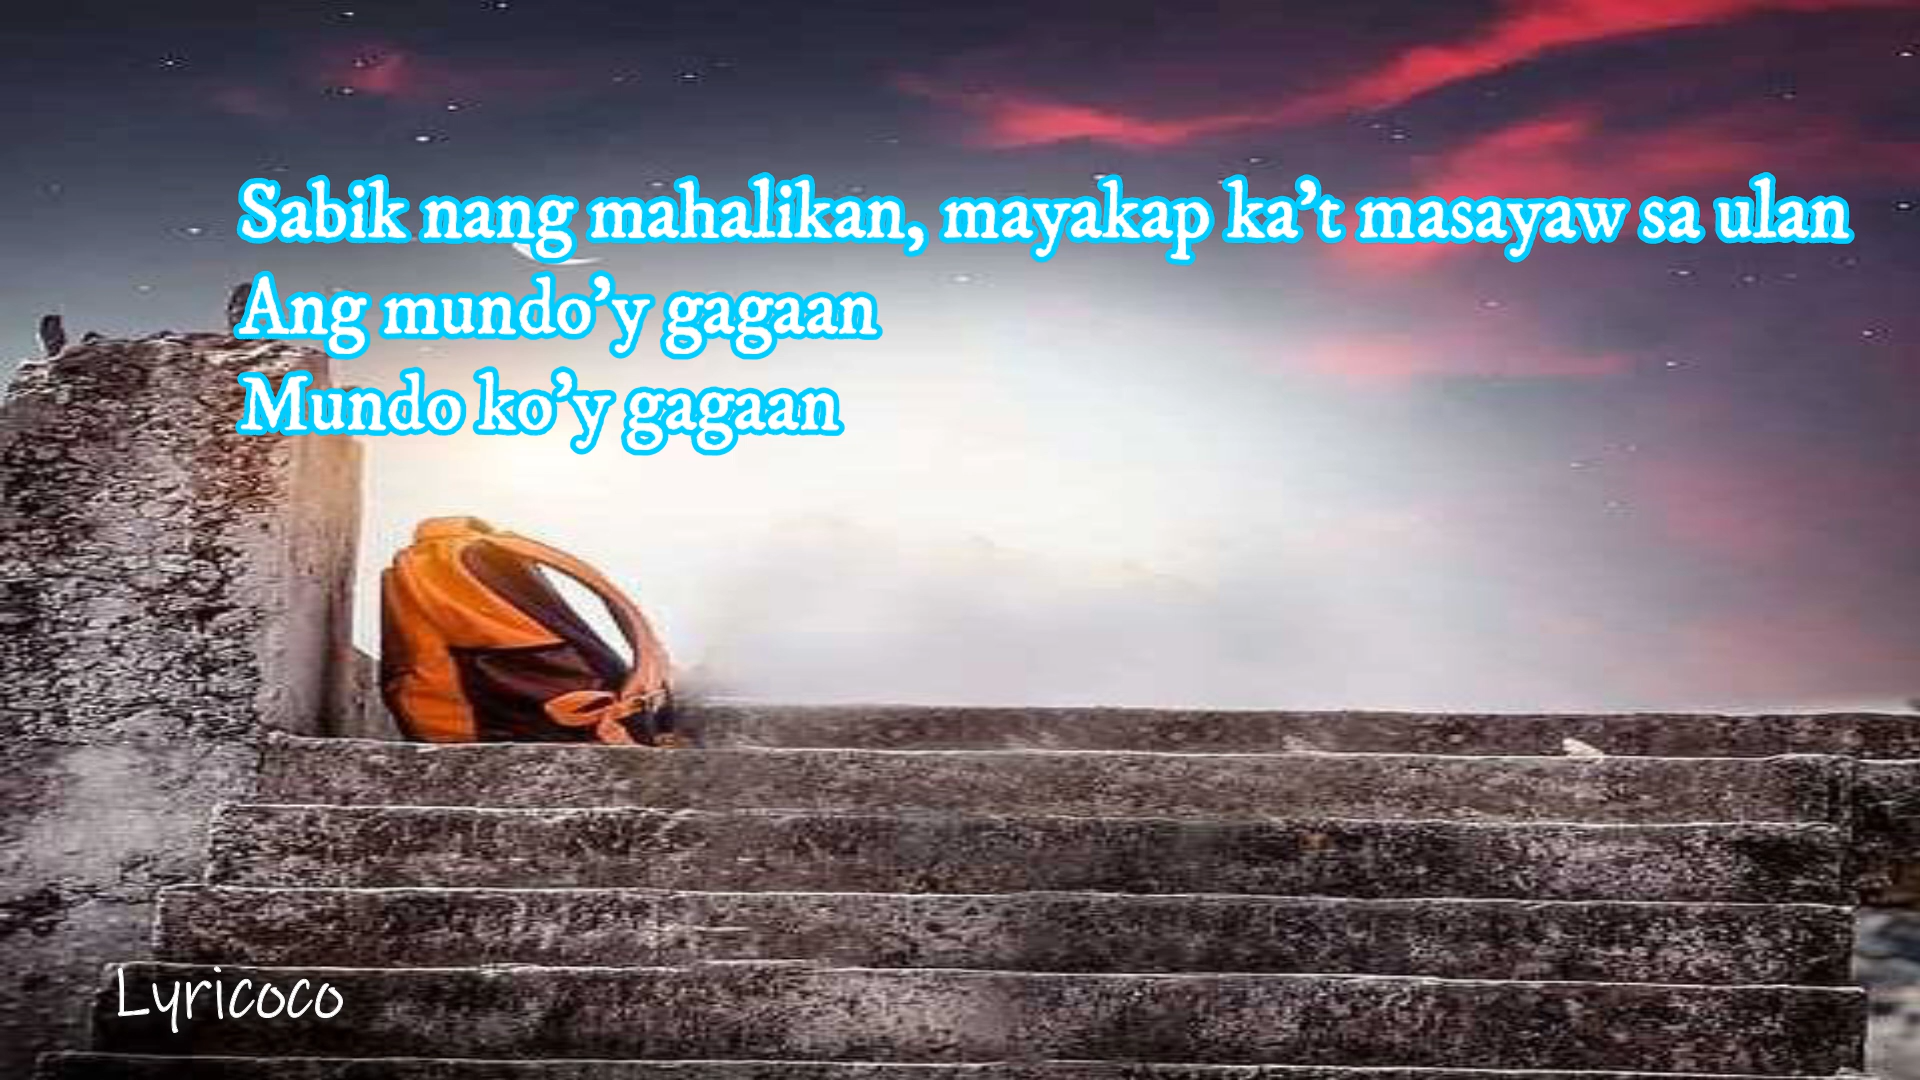 Sabik nang mahalikan, mayakap ka't masayaw sa ulan
Ang mundo'y gagaan
Mundo ko'y gagaan
Lyricoco